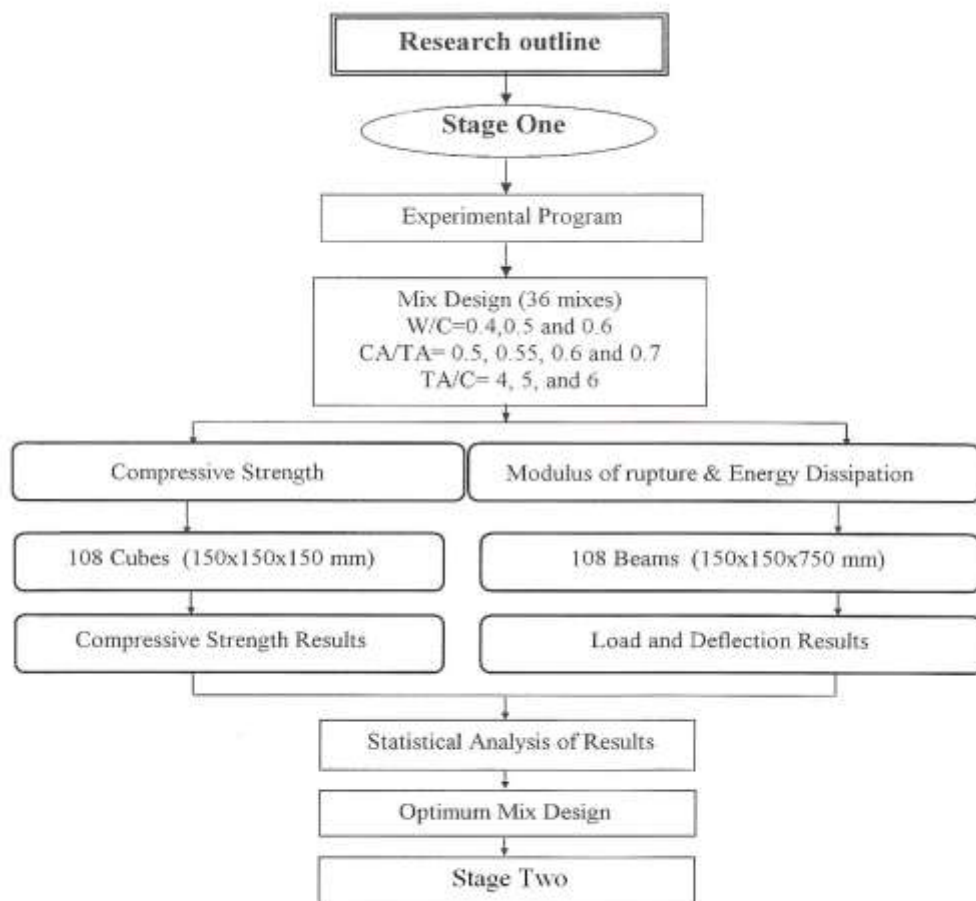 Research outline
Stage One
Experimental Program
Mix Design (36 mixes)
W/C=0.4,0.5 and 0.6
CA/TA= 0.5, 0.55, 0.6 and 0.7
TA/C= 4, 5, and 6
Compressive Strength
Modulus of rupture & Energy Dissipation
108 Cubes (150x150x150 mm)
108 Beams (150x150x750 mm)
Compressive Strength Results
Load and Deflection Results
Statistical Analysis of Results
Optimum Mix Design
Stage Two